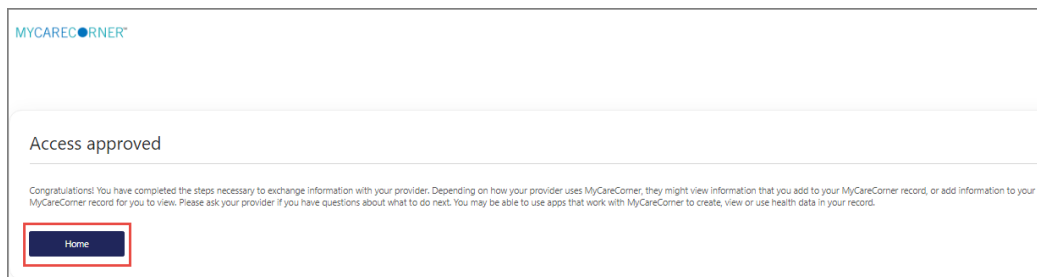 MYCARECORNER™
Access approved
Congratulations! You have completed the steps necessary to exchange information with your provider. Depending on how your provider uses MyCareCorner, they might view information that you add to your MyCareCorner record, or add information to your
MyCareCorner record for you to view. Please ask your provider if you have questions about what to do next. You may be able to use apps that work with MyCareCorner to create, view or use health data in your record.
Home